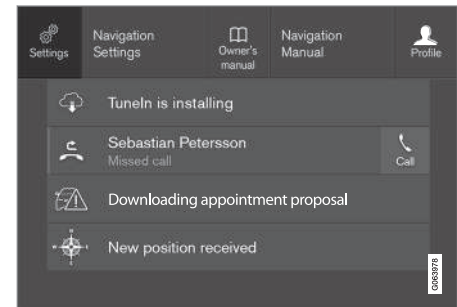 Settings
Navigation
Settings
Owner's
manual
Navigation
Manual
Profile
TuneIn is installing
Sebastian Petersson
Missed call
Call
Downloading appointment proposal
New position received
G063978